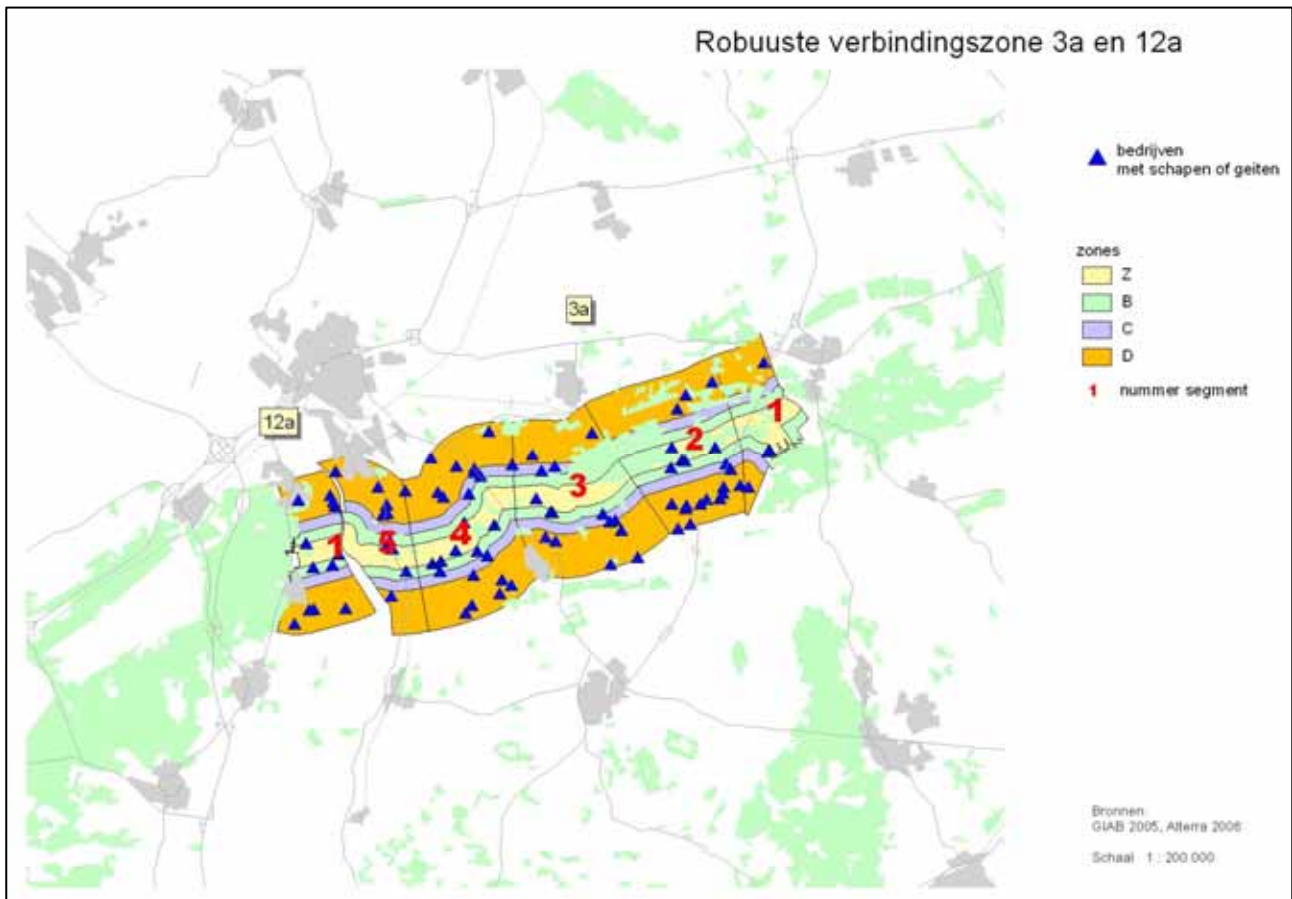 Robuuste verbindingszone 3a en 12a
bedrijven
met schapen of geiten
zones
Z
B
C
D
1 nummer segment
3a
12a
1
2
3
4
5
1
Bronnen:
GIAB 2005, Alterra 2006
Schaal 1 : 200 000